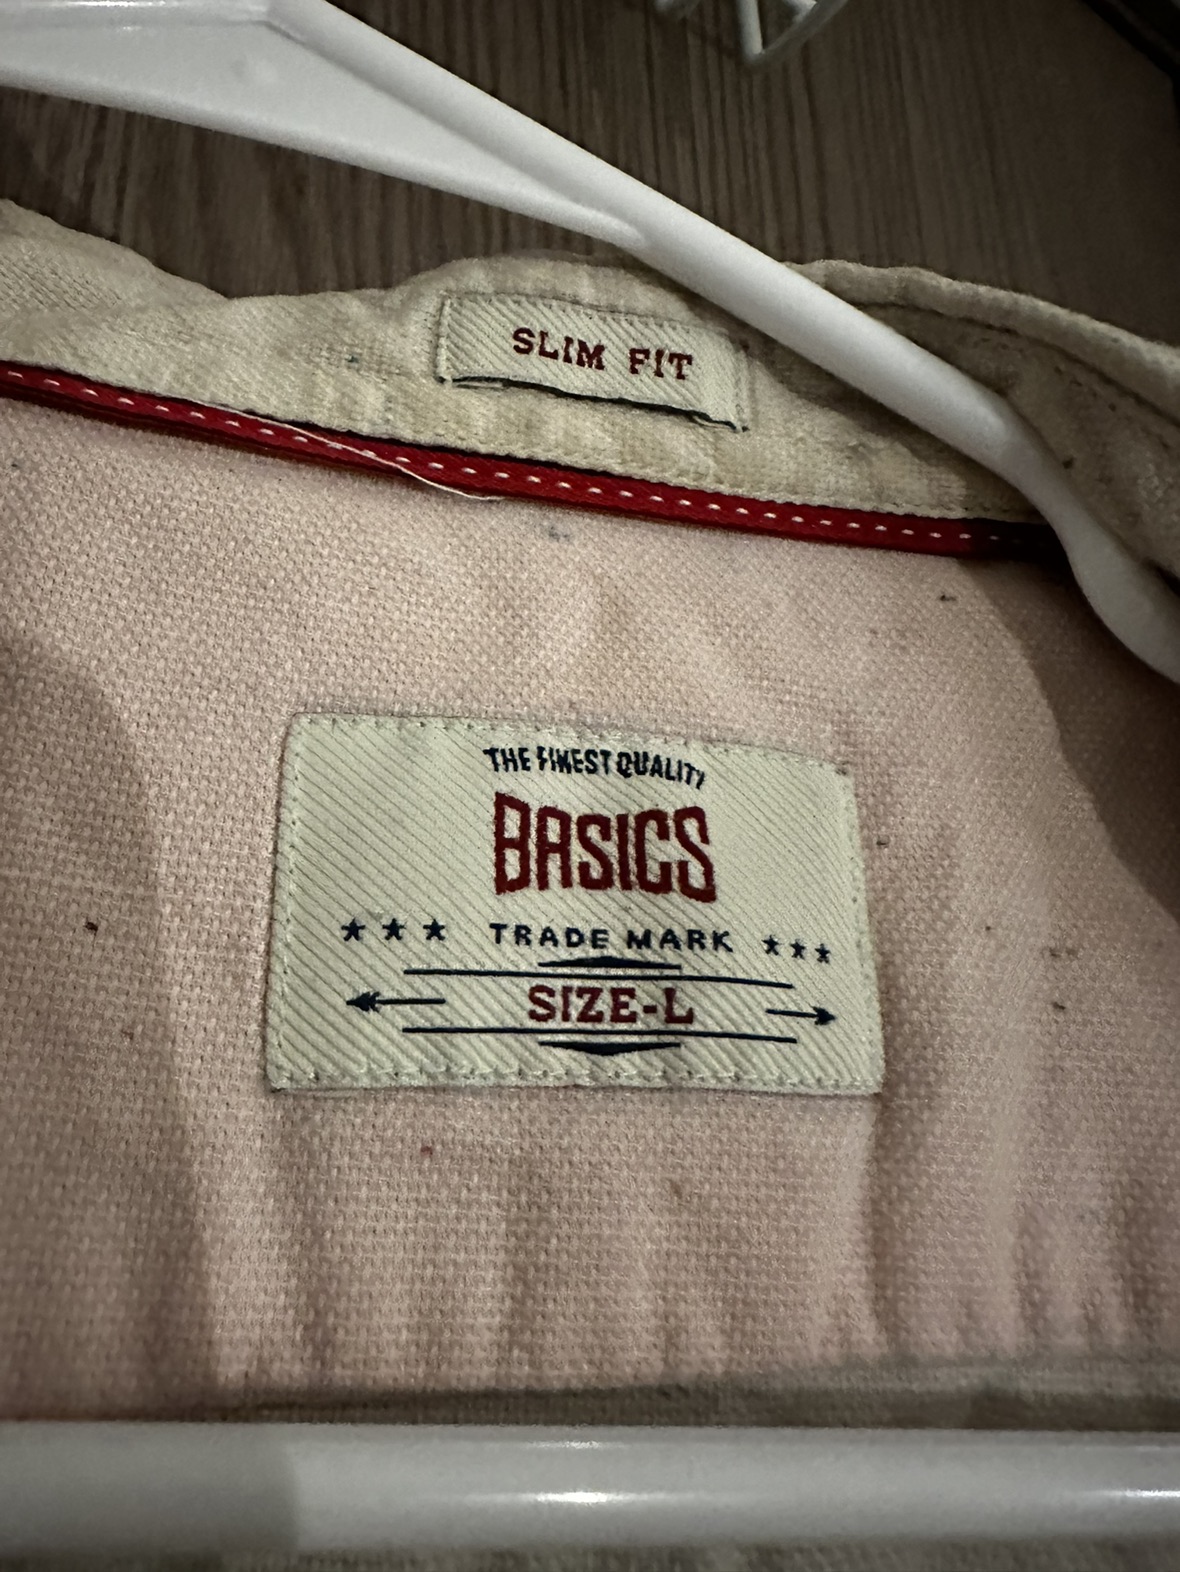 SLIM FIT
THE FINEST QUALITY
BASICS
★ ★ ★ TRADE MARK ★ ★ ★
SIZE-L